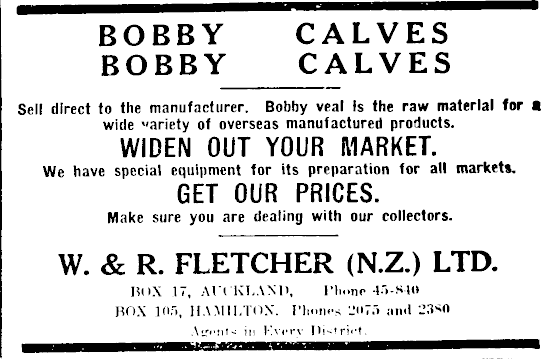 BOBBY CALVES
BOBBY CALVES
Sell direct to the manufacturer. Bobby veal is the raw material for a
wide variety of overseas manufactured products.
WIDEN OUT YOUR MARKET.
We have special equipment for its preparation for all markets.
GET OUR PRICES.
Make sure you are dealing with our collectors.
W. & R. FLETCHER (N.Z.) LTD.
BOX 17, AUCKLAND, Phone 45-840
BOX 105, HAMILTON. Phones 2075 and 2380
Agents in Every District.